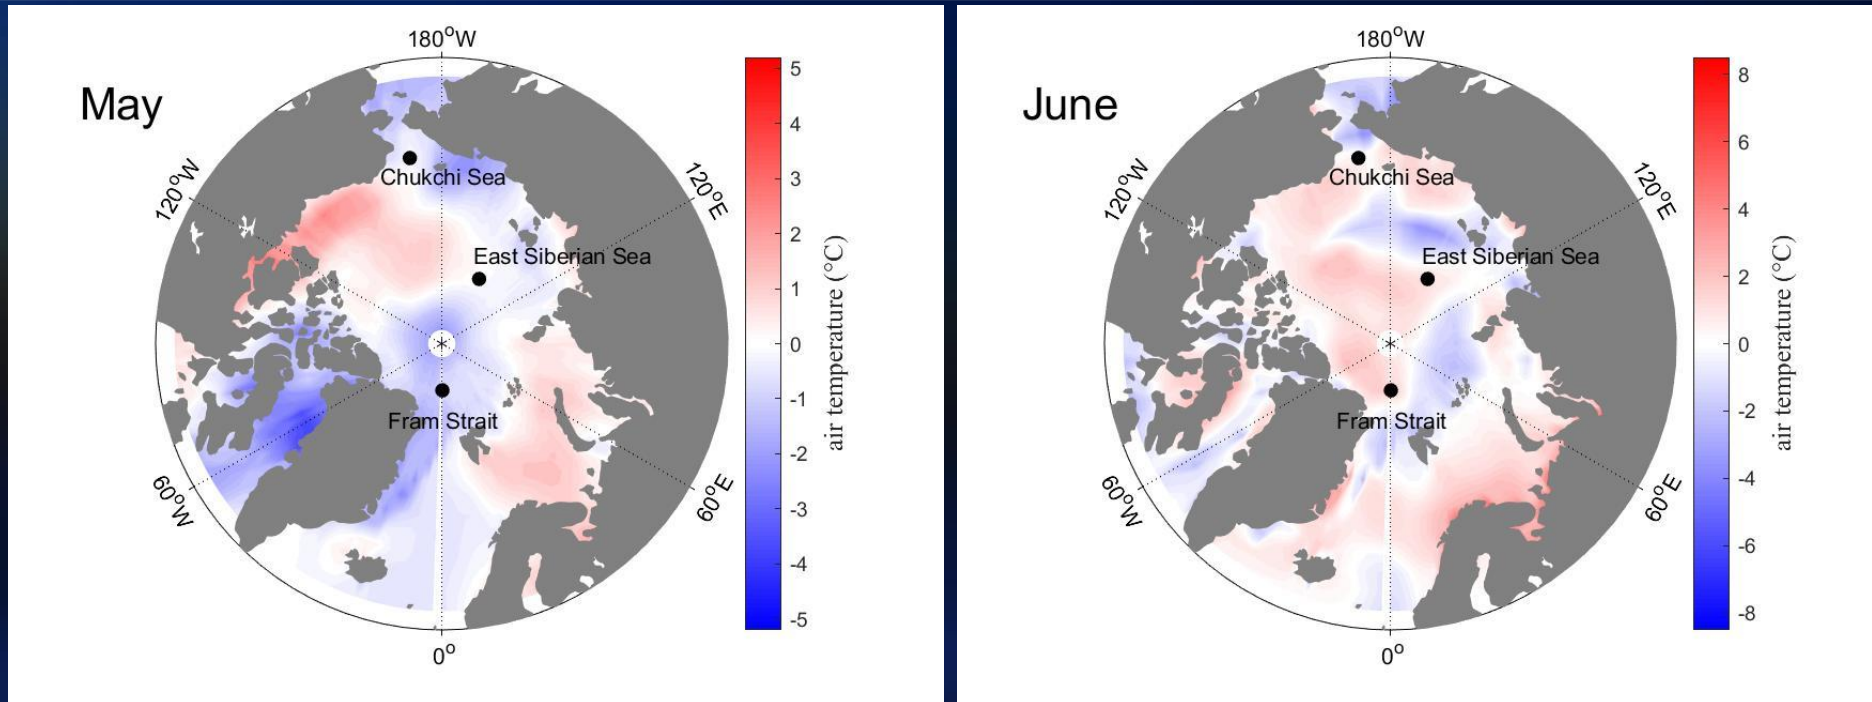 May
180°W
120°W
120°E
Chukchi Sea
East Siberian Sea
Fram Strait
60°W
60°E
0°
5
4
3
2
1
0
-1
-2
-3
-4
-5
air temperature (°C)
June
180°W
120°W
120°E
Chukchi Sea
East Siberian Sea
Fram Strait
60°W
60°E
0°
8
6
4
2
0
-2
-4
-6
-8
air temperature (°C)